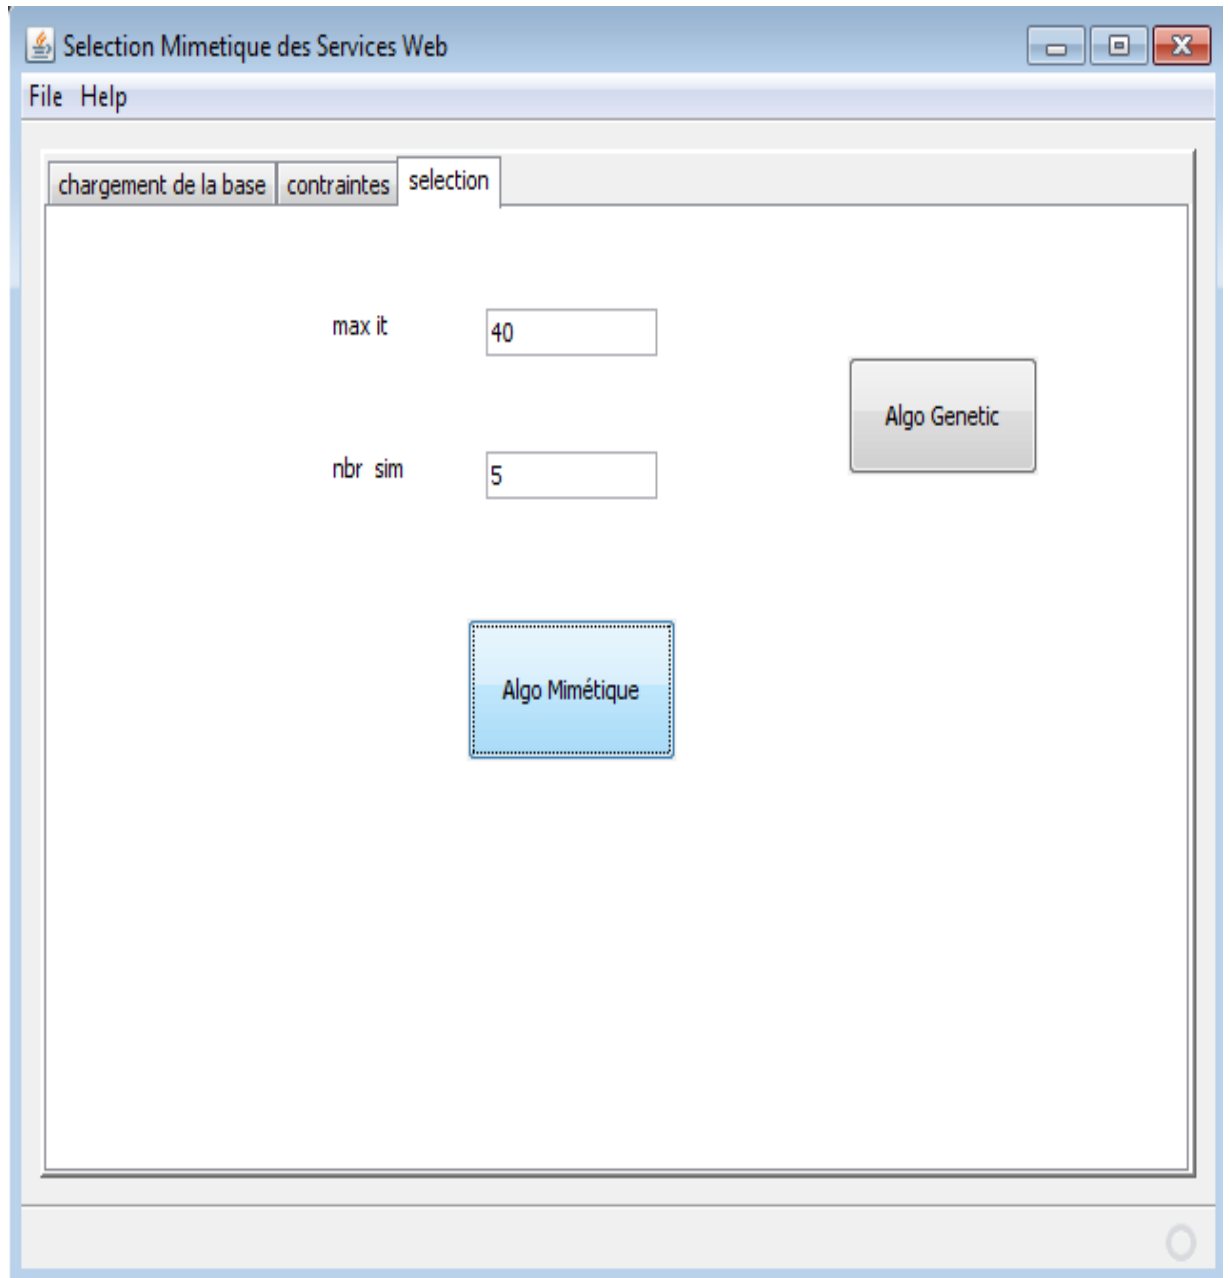 Selection Mimetique des Services Web
File Help
chargement de la base contraintes selection
max it 40
Algo Genetic
nbr sim 5
Algo Mimétique